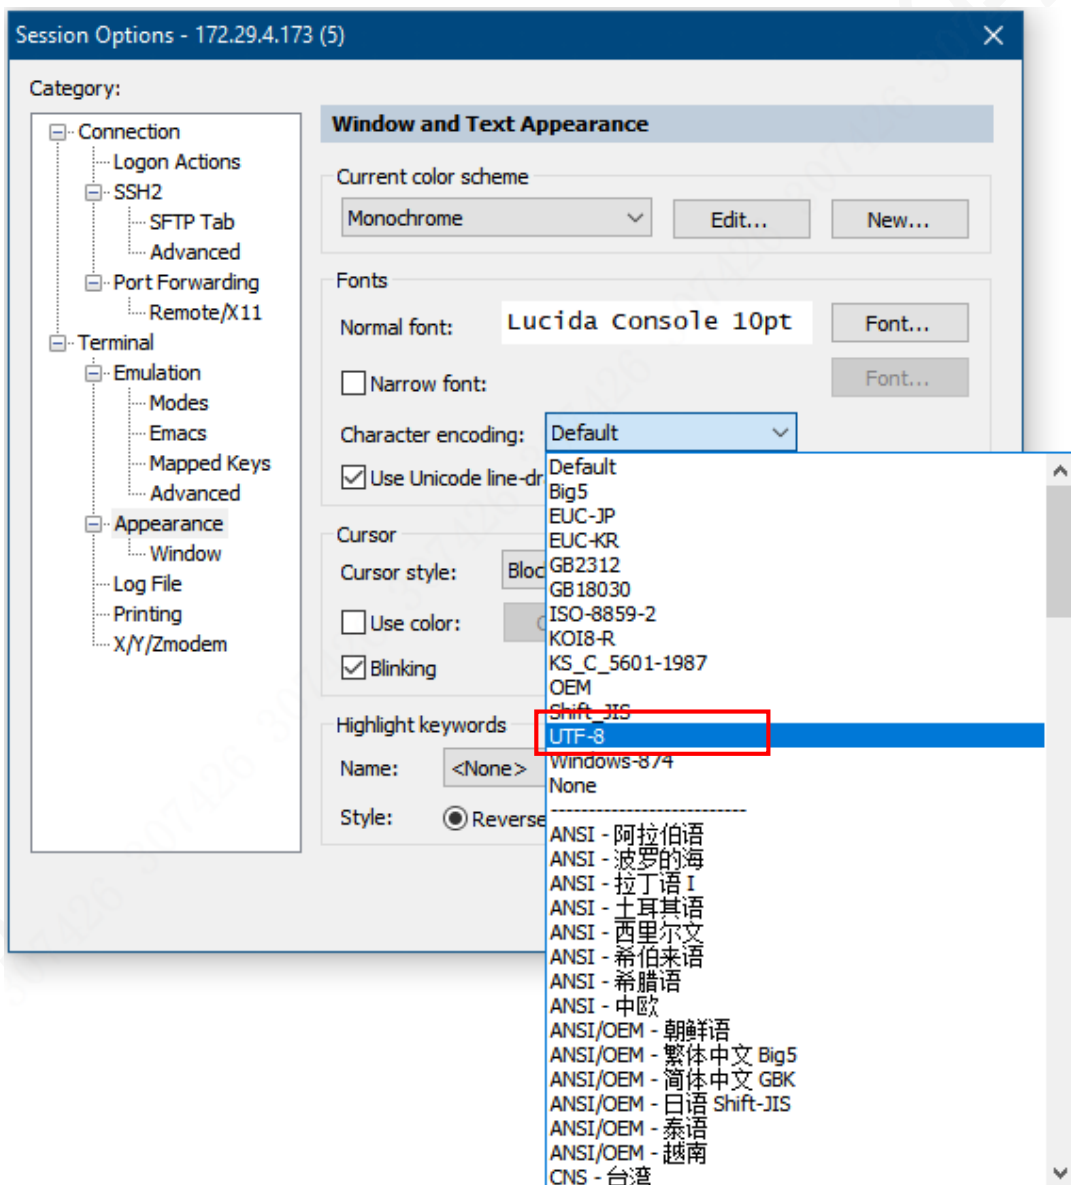 Session Options - 172.29.4.173 (5)
Category:
Connection
Logon Actions
SSH2
SFTP Tab
Advanced
Port Forwarding
Remote/X11
Terminal
Emulation
Modes
Emacs
Mapped Keys
Advanced
Appearance
Window
Log File
Printing
X/Y/Zmodem
Window and Text Appearance
Current color scheme
Monochrome
Edit...
New...
Fonts
Normal font:
Lucida Console 10pt
Font...
Narrow font:
Font...
Character encoding:
Default
Use Unicode line-dr
Cursor
Cursor style:
Bloc
Use color:
Blinking
Highlight keywords
Name:
<None>
Style:
Reverse
Default
Big5
EUC-JP
EUC-KR
GB2312
GB18030
ISO-8859-2
KOI8-R
KS_C_5601-1987
OEM
Shift_JIS
UTF-8
Windows-874
None
--------------------------
ANSI - 阿拉伯语
ANSI - 波罗的海
ANSI - 拉丁语 I
ANSI - 土耳其语
ANSI - 西里尔文
ANSI - 希伯来语
ANSI - 希腊语
ANSI - 中欧
ANSI/OEM - 朝鲜语
ANSI/OEM - 繁体中文 Big5
ANSI/OEM - 简体中文 GBK
ANSI/OEM - 日语 Shift-JIS
ANSI/OEM - 泰语
ANSI/OEM - 越南
CNS - 台湾